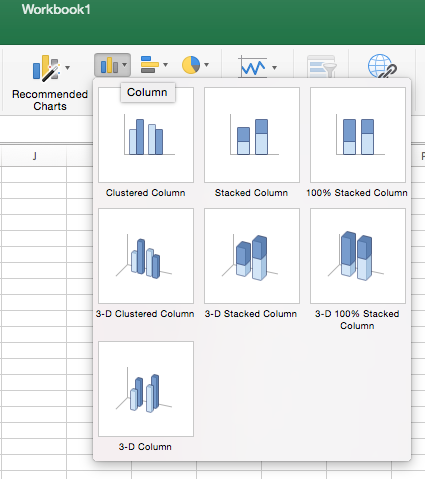 Workbook1
Recommended
Charts
Column
J
Clustered Column
Stacked Column
100% Stacked Column
3-D Clustered Column
3-D Stacked Column
3-D 100% Stacked
Column
3-D Column